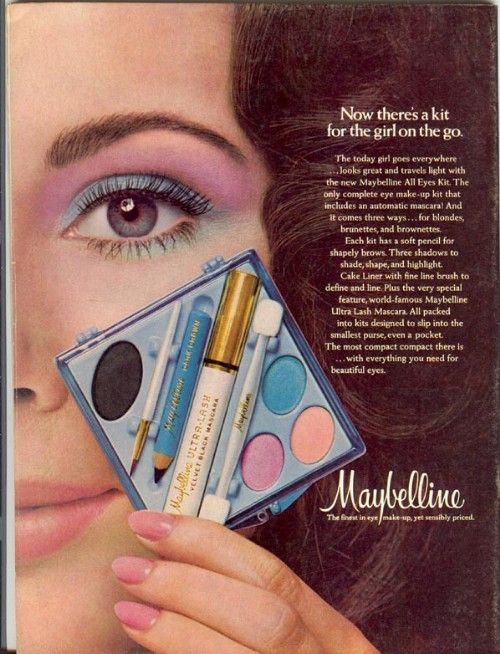 Now there's a kit
for the girl on the go.
The today girl goes everywhere
...looks great and travels light with
the new Maybelline All Eyes Kit. The
only complete eye make-up kit that
includes an automatic mascara! And
it comes three ways... for blondes,
brunettes, and brownettes.
Each kit has a soft pencil for
shapely brows. Three shadows to
shade, shape, and highlight.
Cake Liner with fine line brush to
define and line. Plus the very special
feature, world-famous Maybelline
Ultra Lash Mascara. All packed
into kits designed to slip into the
smallest purse, even a pocket.
The most compact compact there is
...with everything you need for
beautiful eyes.
Maybelline
Maybelline ULTRA-LASH
VELVET BLACK MASCARA
Maybelline
Maybelline
The finest in eye make-up, yet sensibly priced.